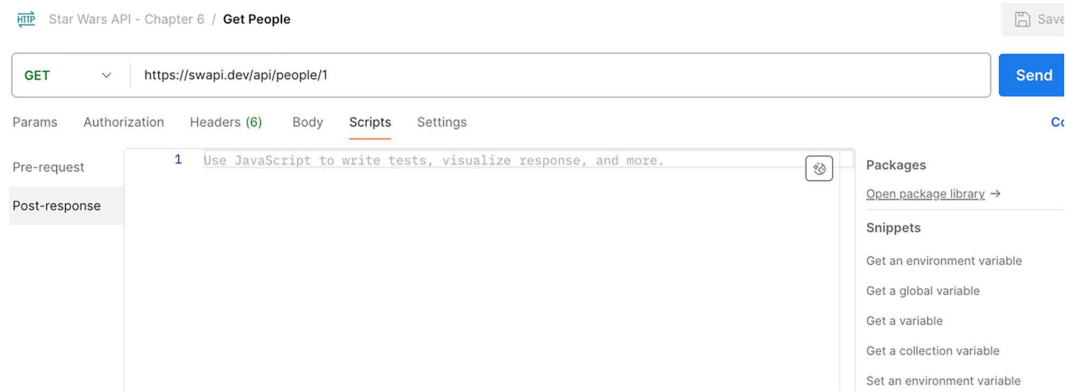 HTTP Star Wars API - Chapter 6 / Get People Save
GET https://swapi.dev/api/people/1 Send
Params Authorization Headers (6) Body Scripts Settings
Pre-request
Post-response
1 Use JavaScript to write tests, visualize response, and more.
Packages
Open package library →
Snippets
Get an environment variable
Get a global variable
Get a variable
Get a collection variable
Set an environment variable